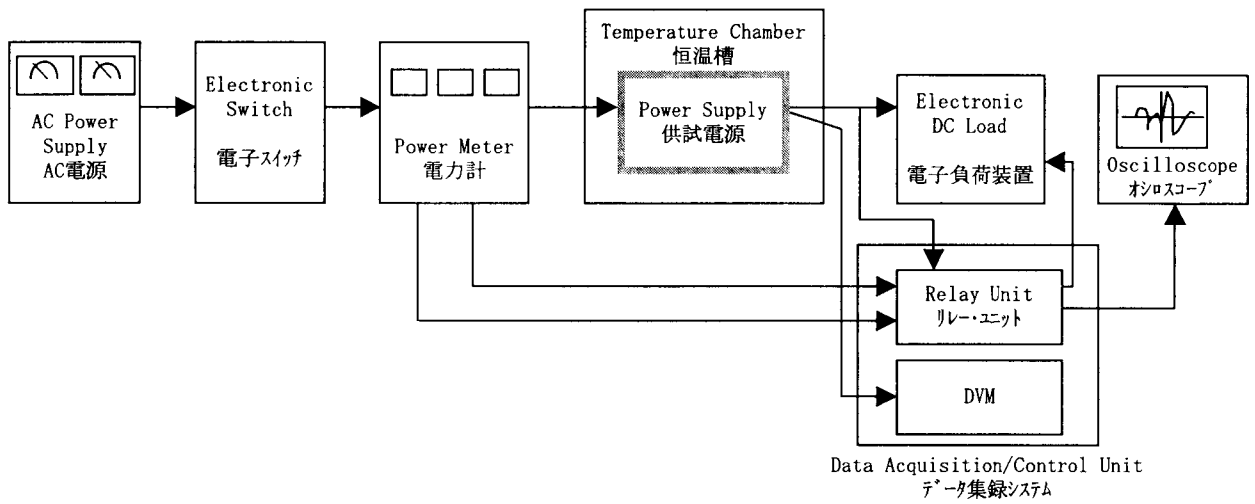 AC Power
Supply
AC電源
Electronic
Switch
電子スイッチ
Power Meter
電力計
Temperature Chamber
恒温槽
Power Supply
供試電源
Electronic
DC Load
電子負荷装置
Oscilloscope
オシロスコープ
Relay Unit
リレー・ユニット
DVM
Data Acquisition/Control Unit
データ集録システム